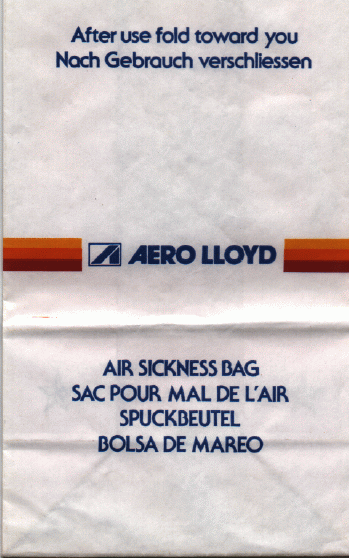 After use fold toward you
Nach Gebrauch verschliessen
AERO LLOYD
AIR SICKNESS BAG
SAC POUR MAL DE L'AIR
SPUCKBEUTEL
BOLSA DE MAREO